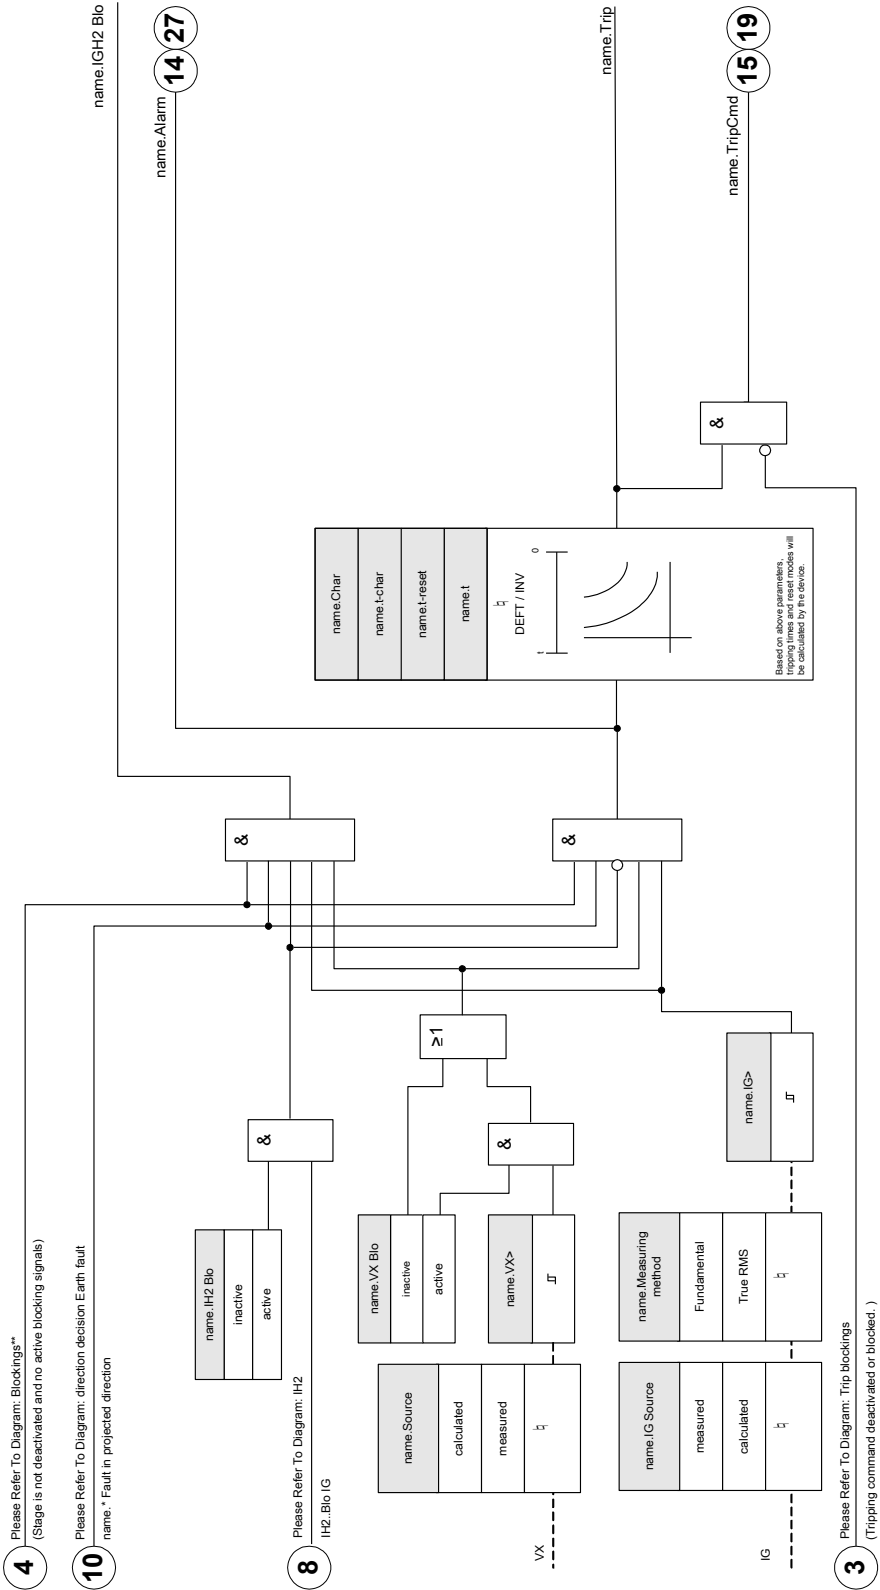 4
Please Refer To Diagram: Blockings**
(Stage is not deactivated and no active blocking signals)
10
Please Refer To Diagram: direction decision Earth fault
name.* Fault in projected direction
name.IH2 Blo
inactive
active
&
8
Please Refer To Diagram: IH2
IH2..Blo IG
name.VX Blo
inactive
active
≥1
name.Source
calculated
measured
name.VX>
&
VX
name.IG Source
measured
calculated
name.Measuring
method
Fundamental
True RMS
name.IG>
IG
3
Please Refer To Diagram: Trip blockings
(Tripping command deactivated or blocked. )
&
&
name.IGH2 Blo
name.Alarm
14
27
name.Char
name.t-char
name.t-reset
name.t
DEFT / INV
t
0
Based on above parameters,
tripping times and reset modes will
be calculated by the device.
name.Trip
&
name.TripCmd
15
19